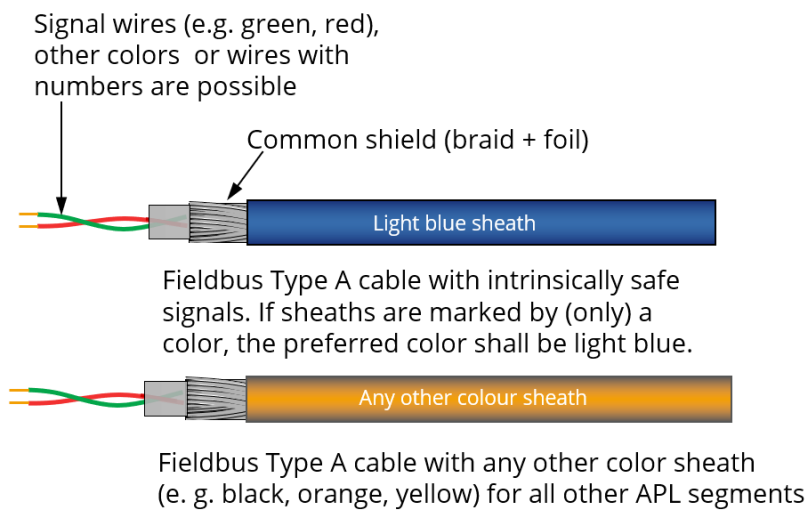 Signal wires (e.g. green, red),
other colors or wires with
numbers are possible
Common shield (braid + foil)
Light blue sheath
Fieldbus Type A cable with intrinsically safe
signals. If sheaths are marked by (only) a
color, the preferred color shall be light blue.
Any other colour sheath
Fieldbus Type A cable with any other color sheath
(e. g. black, orange, yellow) for all other APL segments